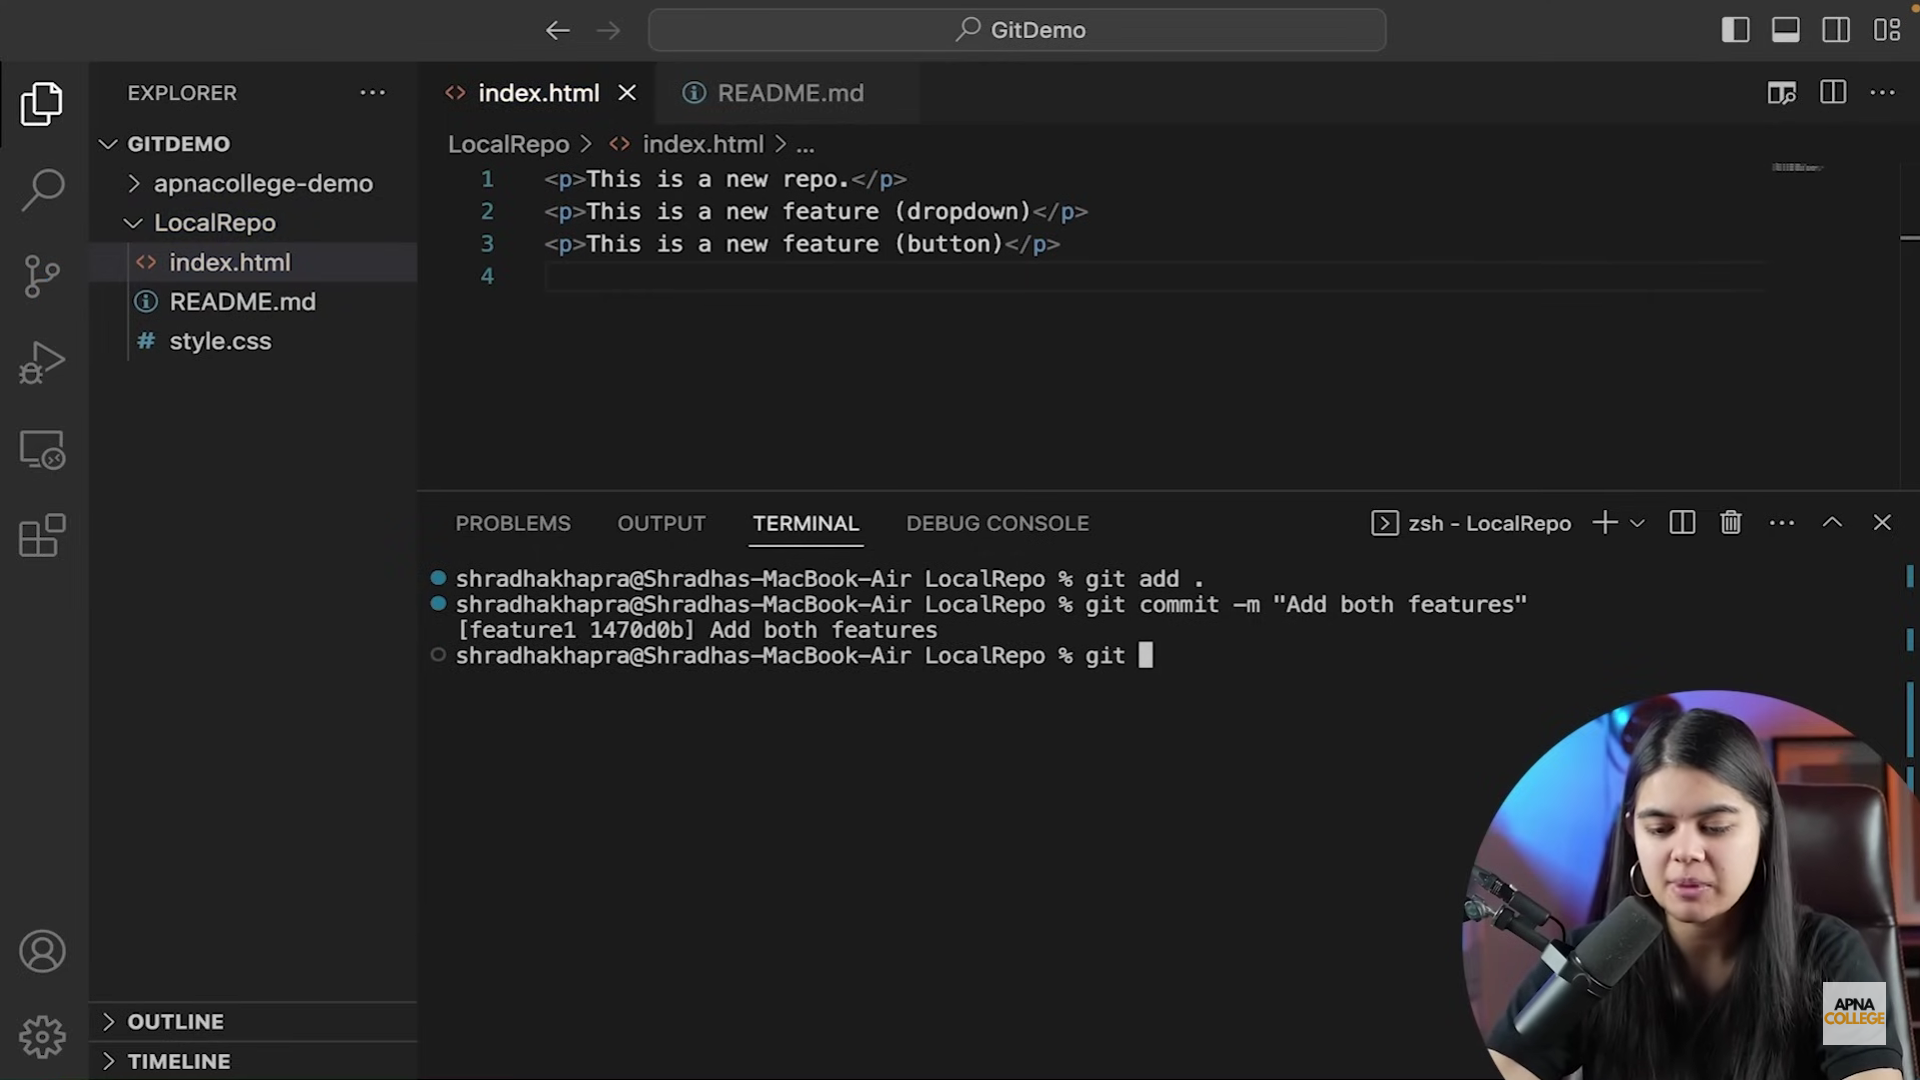 GitDemo
EXPLORER
GITDEMO
apnacollege-demo
LocalRepo
index.html
README.md
style.css
OUTLINE
TIMELINE
index.html
README.md
LocalRepo > <> index.html > ...
1 <p>This is a new repo.</p>
2 <p>This is a new feature (dropdown)</p>
3 <p>This is a new feature (button)</p>
4
PROBLEMS OUTPUT TERMINAL DEBUG CONSOLE
zsh - LocalRepo
shradhakhapra@Shradhas-MacBook-Air LocalRepo % git add .
shradhakhapra@Shradhas-MacBook-Air LocalRepo % git commit -m "Add both features"
[feature1 1470d0b] Add both features
shradhakhapra@Shradhas-MacBook-Air LocalRepo % git
APNA
COLLEGE